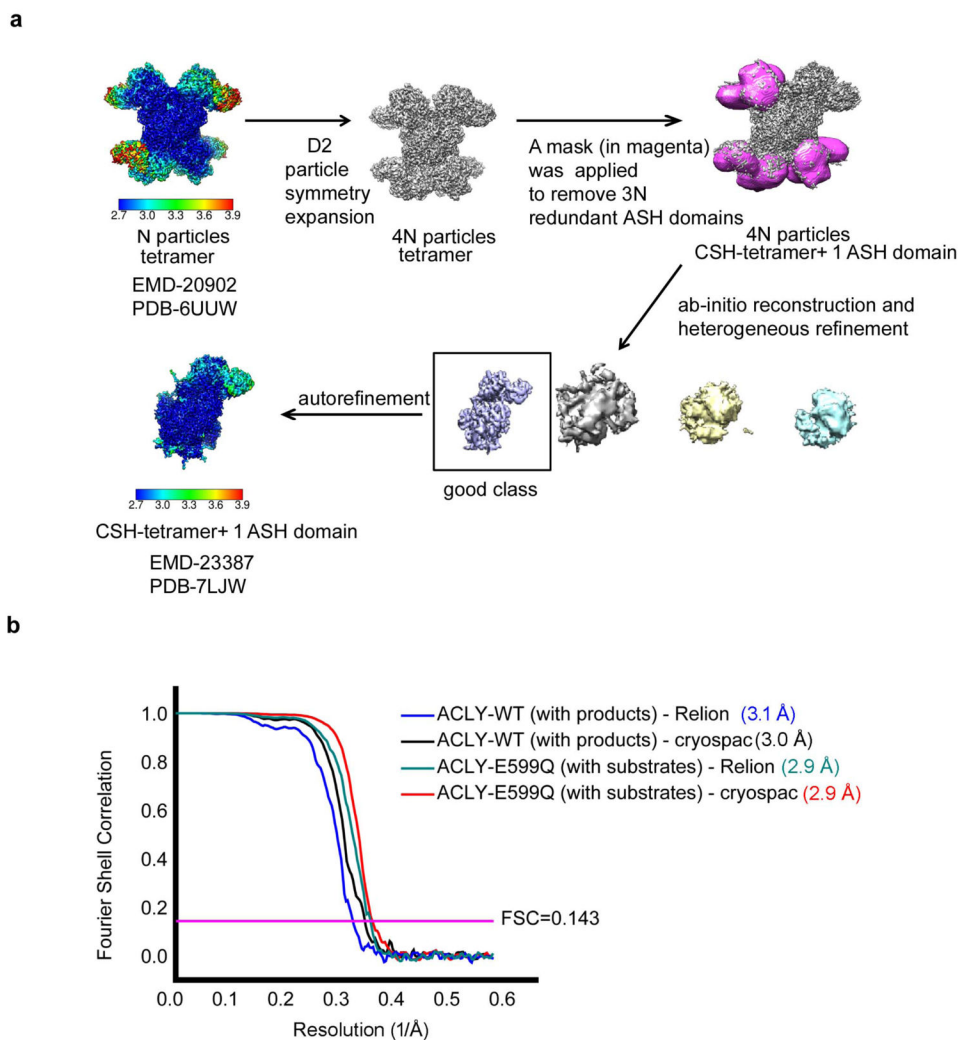 a
D2
particle
symmetry
expansion
A mask (in magenta)
was applied
to remove 3N
redundant ASH domains
2.7 3.0 3.3 3.6 3.9
N particles
tetramer
EMD-20902
PDB-6UUW
4N particles
tetramer
4N particles
CSH-tetramer+ 1 ASH domain
ab-initio reconstruction and
heterogeneous refinement
autorefinement
good class
2.7 3.0 3.3 3.6 3.9
CSH-tetramer+ 1 ASH domain
EMD-23387
PDB-7LJW
b
Fourier Shell Correlation
1.0
0.8
0.6
0.4
0.2
0.0
ACLY-WT (with products) - Relion (3.1 Å)
ACLY-WT (with products) - cryospac(3.0 Å)
ACLY-E599Q (with substrates) - Relion (2.9 Å)
ACLY-E599Q (with substrates) - cryospac (2.9 Å)
FSC=0.143
0.0 0.1 0.2 0.3 0.4 0.5 0.6
Resolution (1/Å)